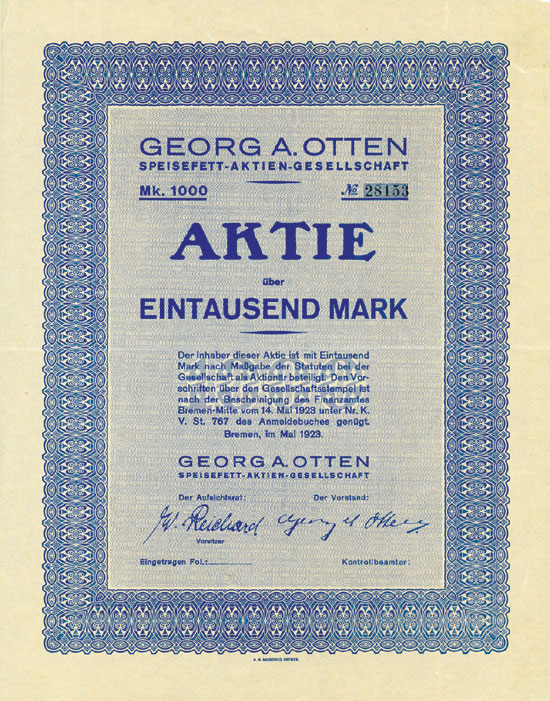 GEORG A. OTTEN
SPEISEFETT-AKTIEN-GESELLSCHAFT
Mk. 1000 № 28153
AKTIE
über
EINTAUSEND MARK
Der Inhaber dieser Aktie ist mit Eintausend
Mark nach Maßgabe der Statuten bei der
Gesellschaft als Aktionär beteiligt. Den Vor-
schriften über den Gesellschaftsstempel ist
nach der Bescheinigung des Finanzamtes
Bremen-Mitte vom 14. Mai 1923 unter Nr. K.
V. St. 767 des Anmeldebuches genügt.
Bremen, im Mai 1923.
GEORG A. OTTEN
SPEISEFETT-AKTIEN-GESELLSCHAFT
Der Aufsichtsrat: Der Vorstand:
W. Reichard Georg A Otten
Vorsitzer
Eingetragen Fol.: Kontrollbeamter: